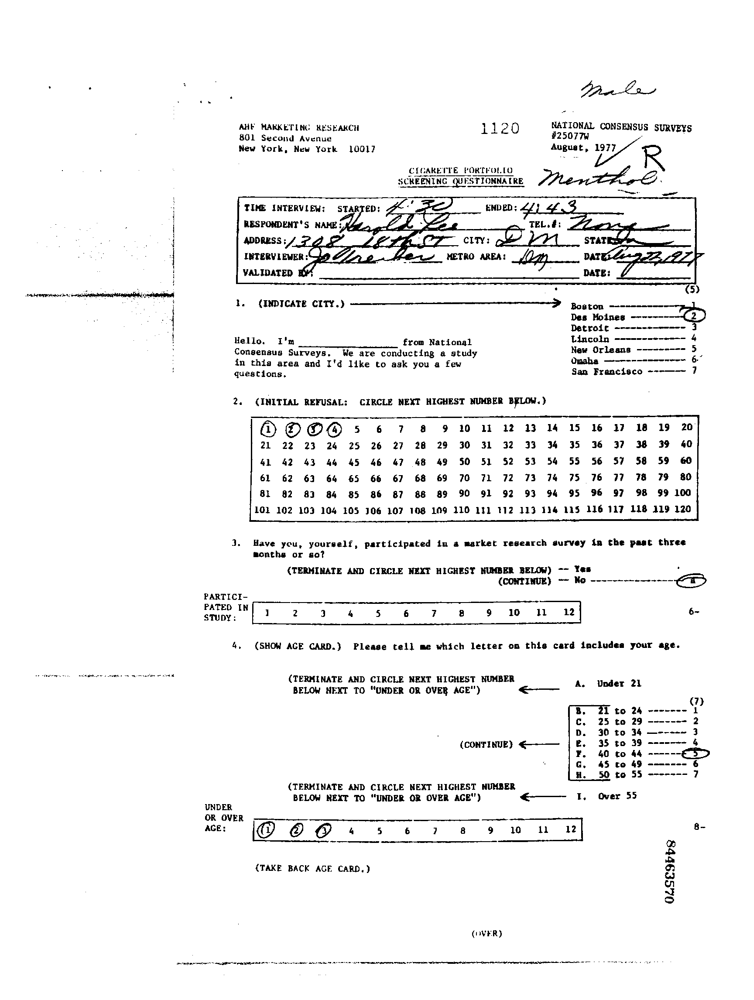 Male
AHF MARKETING RESEARCH
801 Second Avenue
New York, New York 10017
1120
NATIONAL CONSENSUS SURVEYS
#25077W
August, 1977
R
CIGARETTE PORTFOLIO
SCREENING QUESTIONNAIRE
Menthol
TIME INTERVIEW: STARTED: 4:30 ENDED: 4:43
RESPONDENT'S NAME: Harold Lee TEL.#: None
ADDRESS: 1308 18th ST CITY: DM STATE
INTERVIEWER: METRO AREA: DM DATE Aug 23, 1977
VALIDATED BY: DATE:
(5)
1. (INDICATE CITY.)
Boston ---------- 1
Des Moines ------ 2
Detroit --------- 3
Lincoln --------- 4
New Orleans ----- 5
Omaha ----------- 6
San Francisco ------ 7
Hello. I'm __________ from National
Consensus Surveys. We are conducting a study
in this area and I'd like to ask you a few
questions.
2. (INITIAL REFUSAL: CIRCLE NEXT HIGHEST NUMBER BELOW.)
1 2 3 4 5 6 7 8 9 10 11 12 13 14 15 16 17 18 19 20
21 22 23 24 25 26 27 28 29 30 31 32 33 34 35 36 37 38 39 40
41 42 43 44 45 46 47 48 49 50 51 52 53 54 55 56 57 58 59 60
61 62 63 64 65 66 67 68 69 70 71 72 73 74 75 76 77 78 79 80
81 82 83 84 85 86 87 88 89 90 91 92 93 94 95 96 97 98 99 100
101 102 103 104 105 106 107 108 109 110 111 112 113 114 115 116 117 118 119 120
3. Have you, yourself, participated in a market research survey in the past three
months or so?
(TERMINATE AND CIRCLE NEXT HIGHEST NUMBER BELOW) -- Yes
(CONTINUE) -- No ---------------
PARTICI-
PATED IN
STUDY: 1 2 3 4 5 6 7 8 9 10 11 12
6-
4. (SHOW AGE CARD.) Please tell me which letter on this card includes your age.
(TERMINATE AND CIRCLE NEXT HIGHEST NUMBER
BELOW NEXT TO "UNDER OR OVER AGE")
A. Under 21
(7)
B. 21 to 24 ------- 1
C. 25 to 29 ------- 2
D. 30 to 34 ------- 3
(CONTINUE) E. 35 to 39 ------- 4
F. 40 to 44 ------- 5
G. 45 to 49 ------- 6
H. 50 to 55 ------- 7
(TERMINATE AND CIRCLE NEXT HIGHEST NUMBER
BELOW NEXT TO "UNDER OR OVER AGE")
I. Over 55
UNDER
OR OVER
AGE: 1 2 3 4 5 6 7 8 9 10 11 12
8-
(TAKE BACK AGE CARD.)
84463570
(OVER)